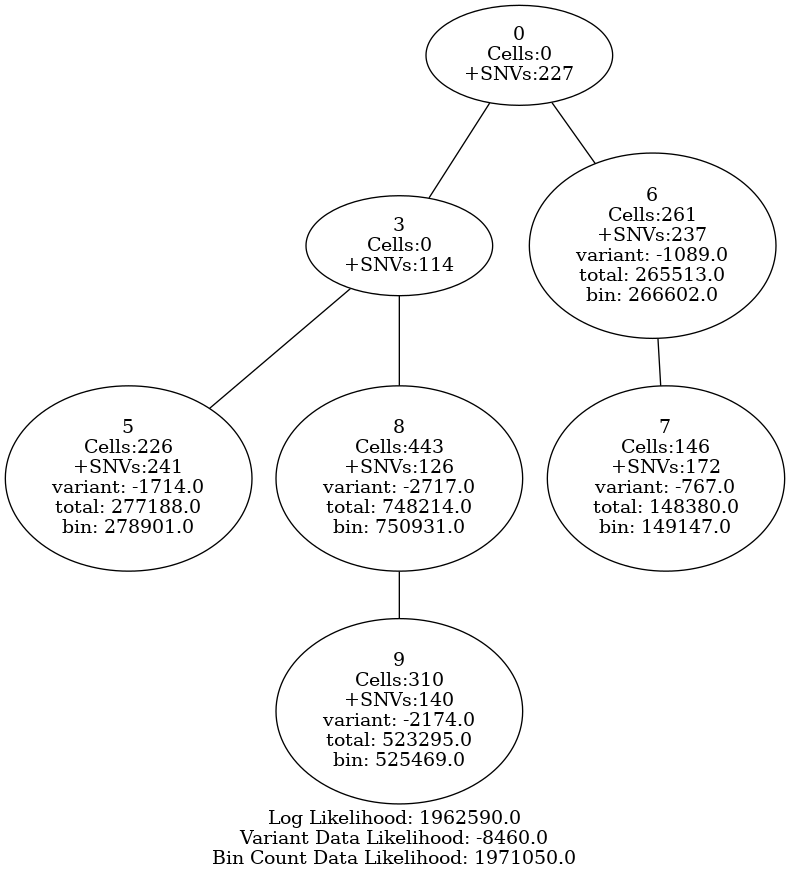 0
Cells:0
+SNVs:227
6
Cells:261
+SNVs:237
variant: -1089.0
total: 265513.0
bin: 266602.0
3
Cells:0
+SNVs:114
5
Cells:226
+SNVs:241
variant: -1714.0
total: 277188.0
bin: 278901.0
8
Cells:443
+SNVs:126
variant: -2717.0
total: 748214.0
bin: 750931.0
7
Cells:146
+SNVs:172
variant: -767.0
total: 148380.0
bin: 149147.0
9
Cells:310
+SNVs:140
variant: -2174.0
total: 523295.0
bin: 525469.0
Log Likelihood: 1962590.0
Variant Data Likelihood: -8460.0
Bin Count Data Likelihood: 1971050.0